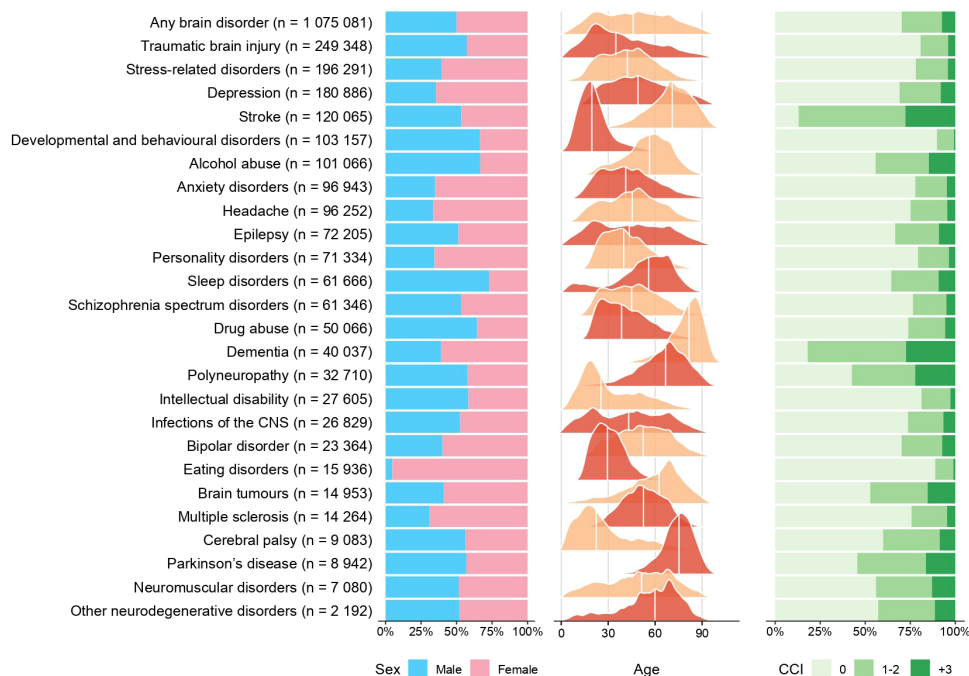 Any brain disorder (n = 1 075 081)
Traumatic brain injury (n = 249 348)
Stress-related disorders (n = 196 291)
Depression (n = 180 886)
Stroke (n = 120 065)
Developmental and behavioural disorders (n = 103 157)
Alcohol abuse (n = 101 066)
Anxiety disorders (n = 96 943)
Headache (n = 96 252)
Epilepsy (n = 72 205)
Personality disorders (n = 71 334)
Sleep disorders (n = 61 666)
Schizophrenia spectrum disorders (n = 61 346)
Drug abuse (n = 50 066)
Dementia (n = 40 037)
Polyneuropathy (n = 32 710)
Intellectual disability (n = 27 605)
Infections of the CNS (n = 26 829)
Bipolar disorder (n = 23 364)
Eating disorders (n = 15 936)
Brain tumours (n = 14 953)
Multiple sclerosis (n = 14 264)
Cerebral palsy (n = 9 083)
Parkinson's disease (n = 8 942)
Neuromuscular disorders (n = 7 080)
Other neurodegenerative disorders (n = 2 192)
0% 25% 50% 75% 100% 0 30 60 90 0% 25% 50% 75% 100%
Sex Male Female Age CCI 0 1-2 +3